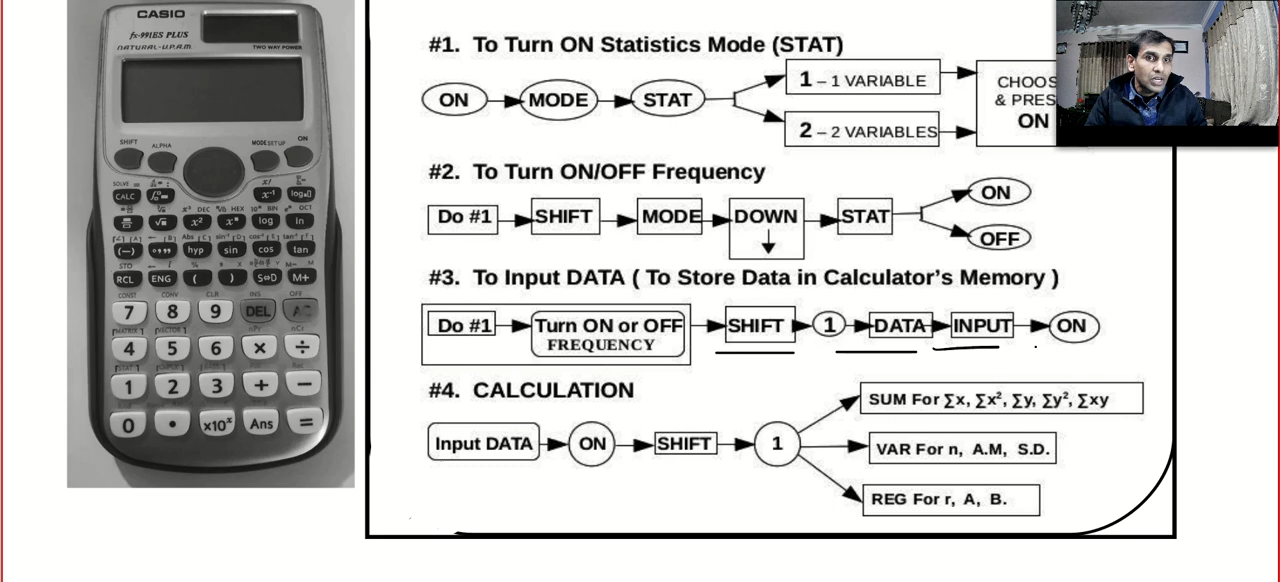 CASIO
fx-991ES PLUS
NATURAL-V.P.A.M.
TWO WAY POWER
SHIFT ALPHA MODE SETUP ON
CALC x⁻¹ log
√ x² log ln
(−) hyp sin cos tan
RCL ENG ( ) S⇔D M+
7 8 9 DEL AC
4 5 6 × ÷
1 2 3 + −
0 • ×10ˣ Ans =
#1. To Turn ON Statistics Mode (STAT)
ON MODE STAT
1 – 1 VARIABLE
2 – 2 VARIABLES
CHOOS
& PRES
ON
#2. To Turn ON/OFF Frequency
Do #1 SHIFT MODE DOWN STAT
ON
OFF
#3. To Input DATA ( To Store Data in Calculator’s Memory )
Do #1 Turn ON or OFF
FREQUENCY
SHIFT 1 DATA INPUT ON
#4. CALCULATION
Input DATA ON SHIFT 1
SUM For ∑x, ∑x², ∑y, ∑y², ∑xy
VAR For n, A.M, S.D.
REG For r, A, B.